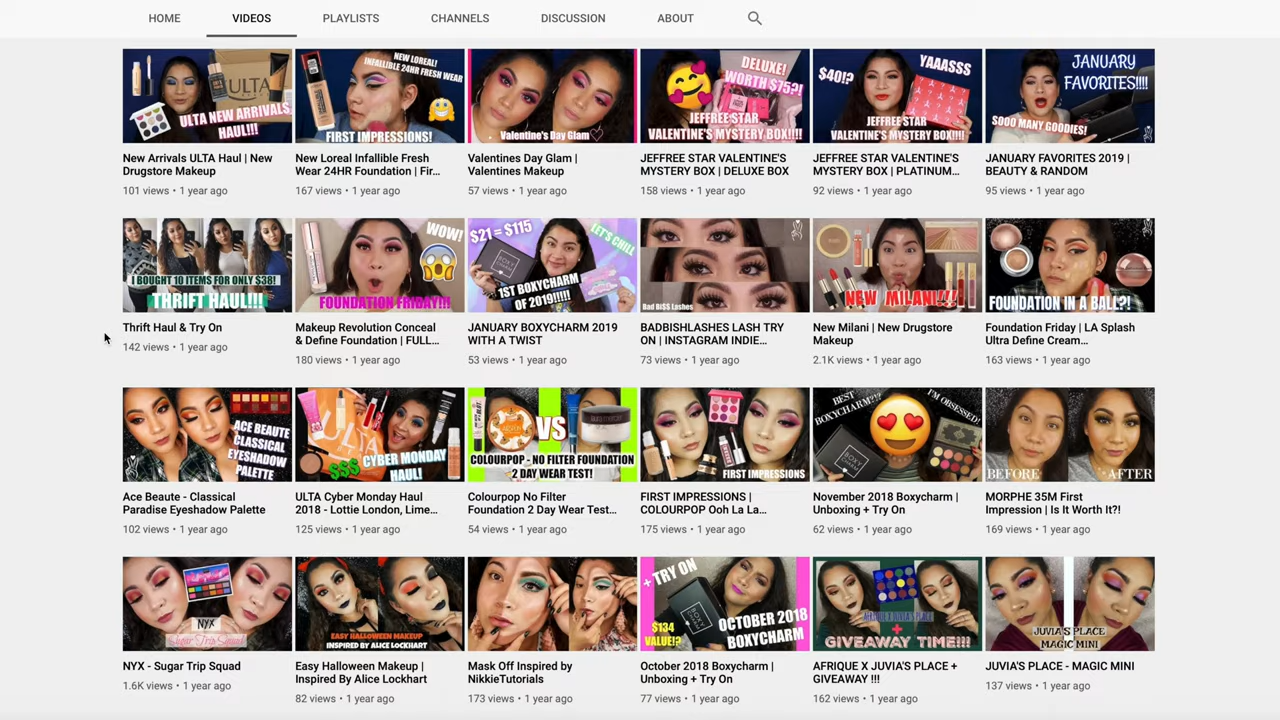 HOME VIDEOS PLAYLISTS CHANNELS DISCUSSION ABOUT
ULTA
ULTA NEW ARRIVALS
HAUL!!!
NEW LOREAL!
INFALLIBLE 24HR FRESH WEAR
FIRST IMPRESSIONS!
Valentine's Day Glam
DELUXE!
WORTH $75?!
JEFFREE STAR
VALENTINE'S MYSTERY BOX!!!!
YAAASSS
$40!?
JEFFREE STAR
VALENTINE'S MYSTERY BOX!!!!
JANUARY
FAVORITES!!!!
SOOO MANY GOODIES!
New Arrivals ULTA Haul | New
Drugstore Makeup
101 views • 1 year ago
New Loreal Infallible Fresh
Wear 24HR Foundation | Fir...
167 views • 1 year ago
Valentines Day Glam |
Valentines Makeup
57 views • 1 year ago
JEFFREE STAR VALENTINE'S
MYSTERY BOX | DELUXE BOX
158 views • 1 year ago
JEFFREE STAR VALENTINE'S
MYSTERY BOX | PLATINUM...
92 views • 1 year ago
JANUARY FAVORITES 2019 |
BEAUTY & RANDOM
95 views • 1 year ago
I BOUGHT 10 ITEMS FOR ONLY $38!
THRIFT HAUL!!!
WOW!
FOUNDATION FRIDAY!!!
$21 = $115
LET'S CHILL
BOXY
1ST BOXYCHARM
OF 2019!!!!!
Bad Bi$$ Lashes
NEW MILANI!!!
FOUNDATION IN A BALL?!
Thrift Haul & Try On
142 views • 1 year ago
Makeup Revolution Conceal
& Define Foundation | FULL...
180 views • 1 year ago
JANUARY BOXYCHARM 2019
WITH A TWIST
53 views • 1 year ago
BADBISHLASHES LASH TRY
ON | INSTAGRAM INDIE...
73 views • 1 year ago
New Milani | New Drugstore
Makeup
2.1K views • 1 year ago
Foundation Friday | LA Splash
Ultra Define Cream...
163 views • 1 year ago
ACE BEAUTE
CLASSICAL
EYESHADOW
PALETTE
ULTA
$$$
CYBER MONDAY
HAUL!
VS
COLOURPOP - NO FILTER FOUNDATION
2 DAY WEAR TEST!
FIRST IMPRESSIONS
BEST
BOXYCHARM?!?
I'M OBSESSED!
BOXY
BEFORE
AFTER
Ace Beaute - Classical
Paradise Eyeshadow Palette
102 views • 1 year ago
ULTA Cyber Monday Haul
2018 - Lottie London, Lime...
125 views • 1 year ago
Colourpop No Filter
Foundation 2 Day Wear Test...
54 views • 1 year ago
FIRST IMPRESSIONS |
COLOURPOP Ooh La La...
175 views • 1 year ago
November 2018 Boxycharm |
Unboxing + Try On
62 views • 1 year ago
MORPHE 35M First
Impression | Is It Worth It?!
169 views • 1 year ago
NYX
Sugar Trip Squad
EASY HALLOWEEN MAKEUP
INSPIRED BY ALICE LOCKHART
+ TRY ON
$134
VALUE!?
BOXY
CHARM
OCTOBER 2018
BOXYCHARM
AFRIQUE X JUVIA'S PLACE
+
GIVEAWAY TIME!!!
JUVIA'S PLACE
MAGIC MINI
NYX - Sugar Trip Squad
1.6K views • 1 year ago
Easy Halloween Makeup |
Inspired By Alice Lockhart
82 views • 1 year ago
Mask Off Inspired by
NikkieTutorials
173 views • 1 year ago
October 2018 Boxycharm |
Unboxing + Try On
77 views • 1 year ago
AFRIQUE X JUVIA'S PLACE +
GIVEAWAY !!!
162 views • 1 year ago
JUVIA'S PLACE - MAGIC MINI
137 views • 1 year ago